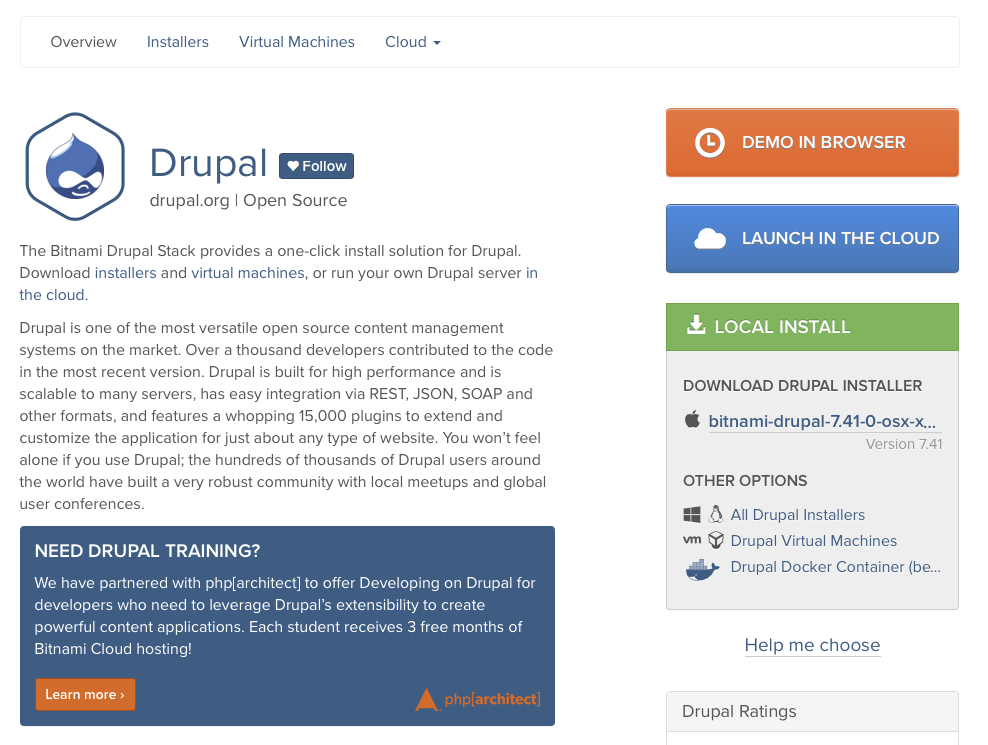 Overview Installers Virtual Machines Cloud
Drupal Follow
drupal.org | Open Source
The Bitnami Drupal Stack provides a one-click install solution for Drupal.
Download installers and virtual machines, or run your own Drupal server in
the cloud.
Drupal is one of the most versatile open source content management
systems on the market. Over a thousand developers contributed to the code
in the most recent version. Drupal is built for high performance and is
scalable to many servers, has easy integration via REST, JSON, SOAP and
other formats, and features a whopping 15,000 plugins to extend and
customize the application for just about any type of website. You won’t feel
alone if you use Drupal; the hundreds of thousands of Drupal users around
the world have built a very robust community with local meetups and global
user conferences.
NEED DRUPAL TRAINING?
We have partnered with php[architect] to offer Developing on Drupal for
developers who need to leverage Drupal’s extensibility to create
powerful content applications. Each student receives 3 free months of
Bitnami Cloud hosting!
Learn more ›
php[architect]
DEMO IN BROWSER
LAUNCH IN THE CLOUD
LOCAL INSTALL
DOWNLOAD DRUPAL INSTALLER
bitnami-drupal-7.41-0-osx-x...
Version 7.41
OTHER OPTIONS
All Drupal Installers
vm Drupal Virtual Machines
Drupal Docker Container (be...
Help me choose
Drupal Ratings